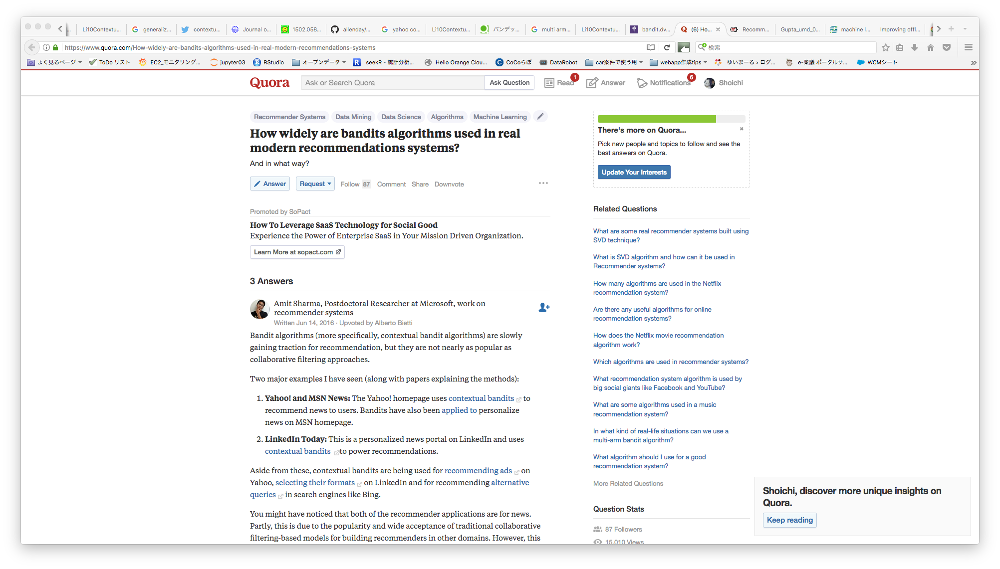 Li10Contextu...
generaliz...
contextu...
Journal o...
1502.058...
allenday/...
yahoo co...
Li10Contextu...
バンデッ...
multi arm...
Li10Contextu...
bandit.dv...
(6) Ho...
Recomm...
Gupta_umd_0...
machine l...
Improving offl...
https://www.quora.com/How-widely-are-bandits-algorithms-used-in-real-modern-recommendations-systems
検索
よく見るページ
ToDo リスト
EC2_モニタリング...
jupyter03
RStudio
オープンデータ
seekR - 統計分析...
Hello Orange Clou...
CoCoらぼ
DataRobot
car案件で使う用
webapp作成tips
ゆいまーる › ログ...
e-稟議 ポータルサ...
WCMシート
Quora
Ask or Search Quora
Ask Question
Read 1
Answer
Notifications 6
Shoichi
Recommender Systems
Data Mining
Data Science
Algorithms
Machine Learning
How widely are bandits algorithms used in real
modern recommendations systems?
And in what way?
Answer
Request
Follow 87
Comment
Share
Downvote
Promoted by SoPact
How To Leverage SaaS Technology for Social Good
Experience the Power of Enterprise SaaS in Your Mission Driven Organization.
Learn More at sopact.com
3 Answers
Amit Sharma, Postdoctoral Researcher at Microsoft, work on
recommender systems
Written Jun 14, 2016 · Upvoted by Alberto Bietti
Bandit algorithms (more specifically, contextual bandit algorithms) are slowly
gaining traction for recommendation, but they are not nearly as popular as
collaborative filtering approaches.
Two major examples I have seen (along with papers explaining the methods):
1. Yahoo! and MSN News: The Yahoo! homepage uses contextual bandits to
recommend news to users. Bandits have also been applied to personalize
news on MSN homepage.
2. LinkedIn Today: This is a personalized news portal on LinkedIn and uses
contextual bandits to power recommendations.
Aside from these, contextual bandits are being used for recommending ads on
Yahoo, selecting their formats on LinkedIn and for recommending alternative
queries in search engines like Bing.
You might have noticed that both of the recommender applications are for news.
Partly, this is due to the popularity and wide acceptance of traditional collaborative
filtering-based models for building recommenders in other domains. However, this
There's more on Quora...
Pick new people and topics to follow and see the
best answers on Quora.
Update Your Interests
Related Questions
What are some real recommender systems built using
SVD technique?
What is SVD algorithm and how can it be used in
Recommender systems?
How many algorithms are used in the Netflix
recommendation system?
Are there any useful algorithms for online
recommendation systems?
How does the Netflix movie recommendation
algorithm work?
Which algorithms are used in recommender systems?
What recommendation system algorithm is used by
big social giants like Facebook and YouTube?
What are some algorithms used in a music
recommendation system?
In what kind of real-life situations can we use a
multi-arm bandit algorithm?
What algorithm should I use for a good
recommendation system?
More Related Questions
Question Stats
87 Followers
15,010 Views
Shoichi, discover more unique insights on
Quora.
Keep reading